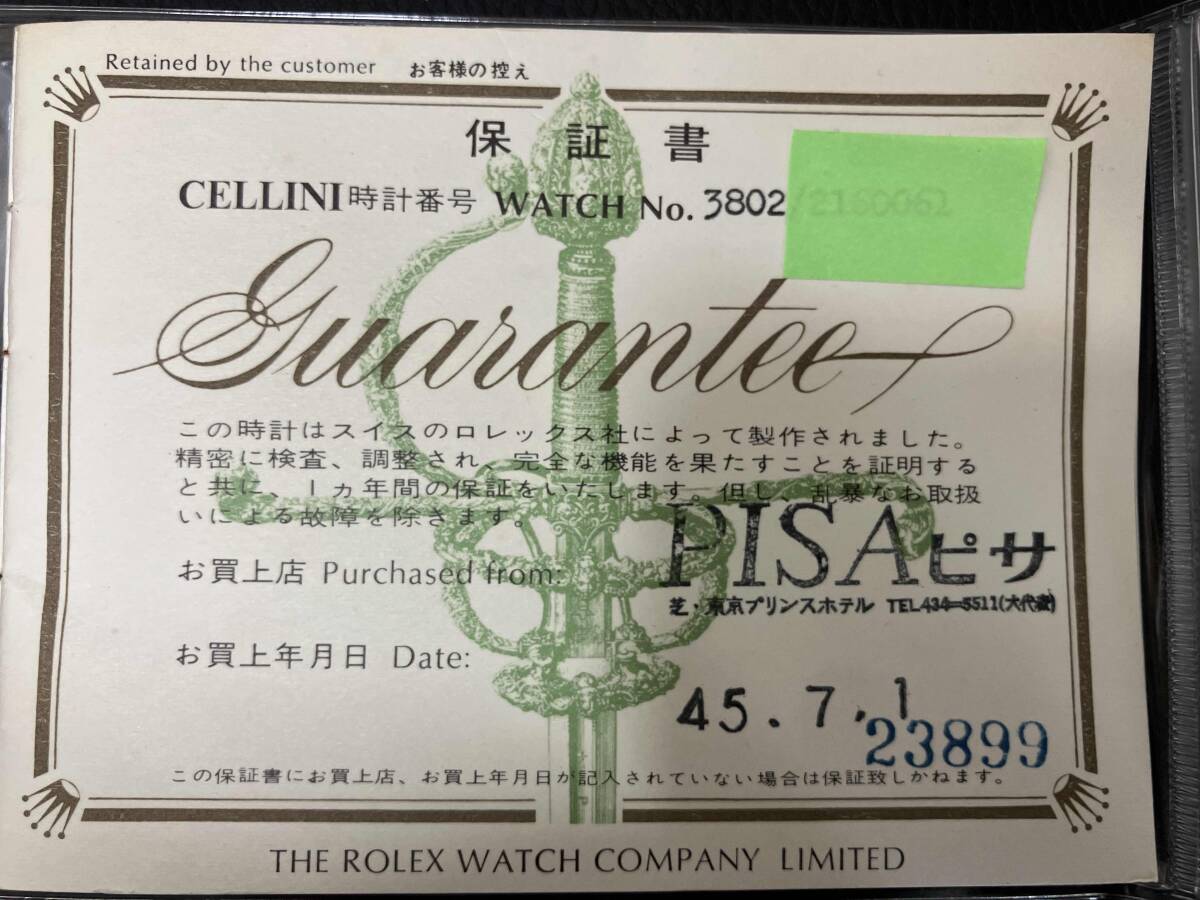 Retained by the customer お客様の控え
保証書
CELLINI 時計番号 WATCH No. 3802
Guarantee
この時計はスイスのロレックス社によって製作されました。
精密に検査、調整され、完全な機能を果たすことを証明する
と共に、1ヵ年間の保証をいたします。但し、乱暴なお取扱
いによる故障を除きます。
PISAピサ
お買上店 Purchased from:
芝・東京プリンスホテル TEL.434-5511(大代表)
お買上年月日 Date:
45.7.1
23899
この保証書にお買上店、お買上年月日が記入されていない場合は保証致しかねます。
THE ROLEX WATCH COMPANY LIMITED